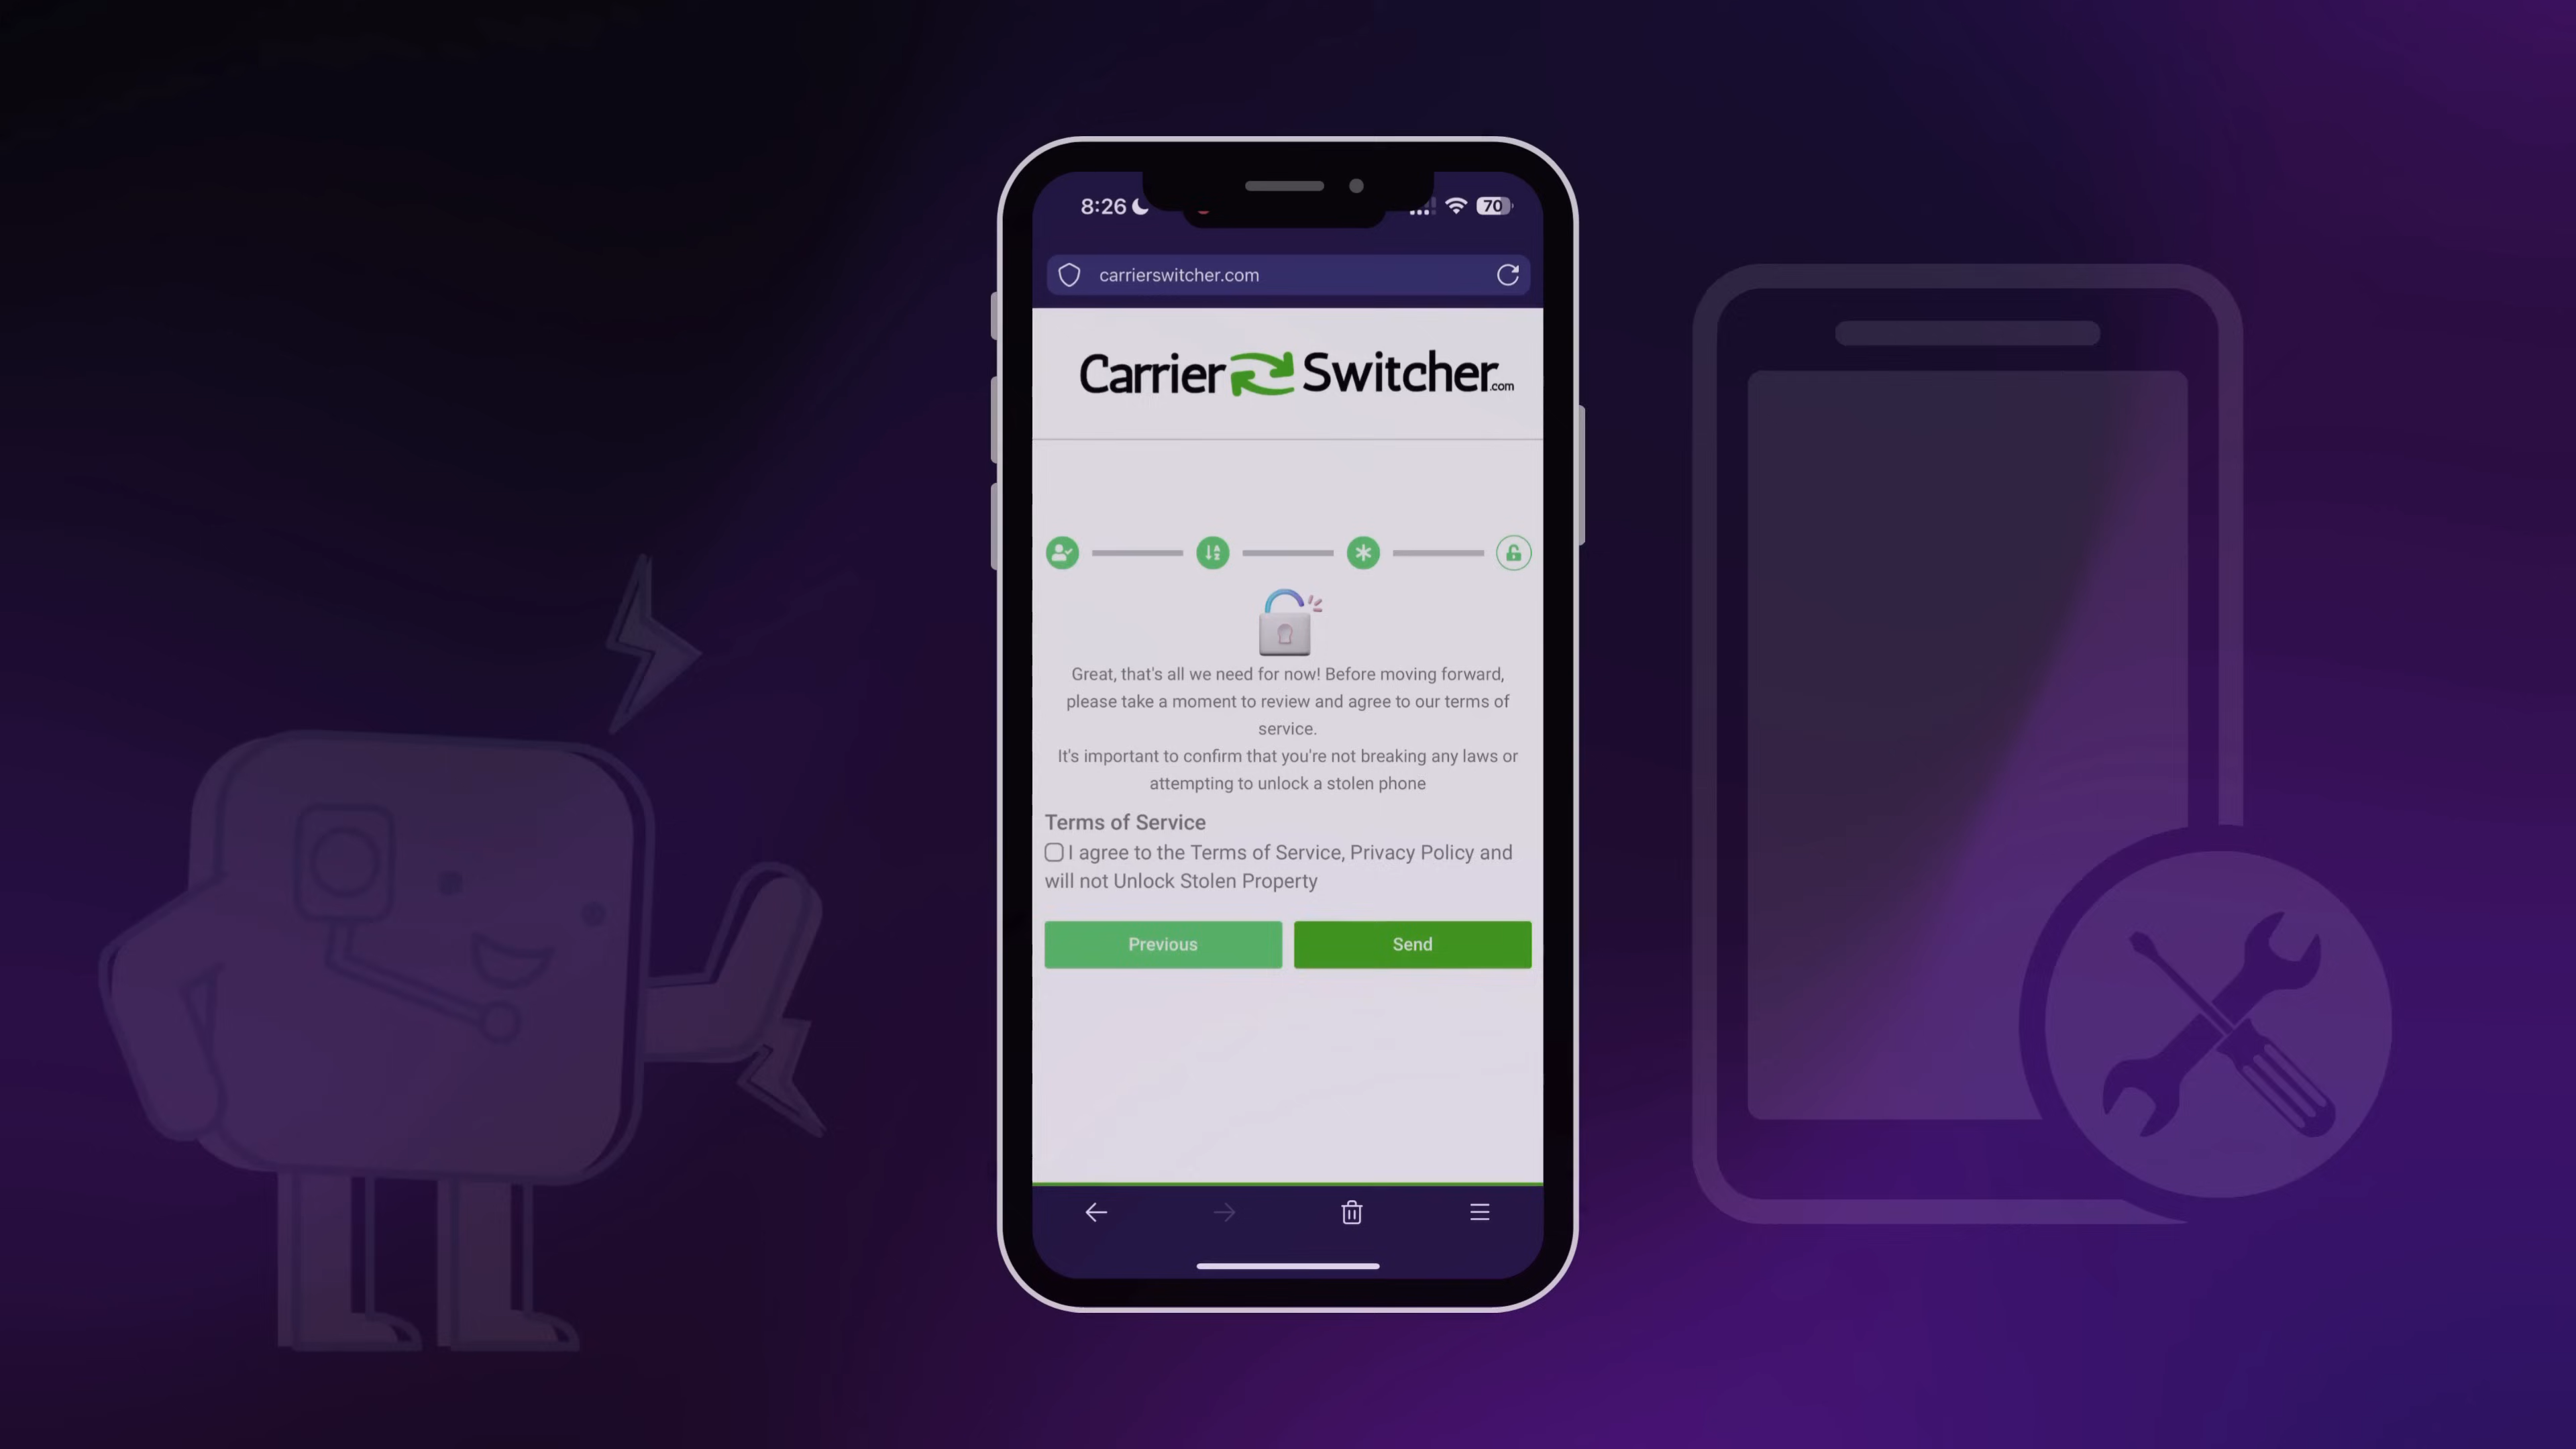 8:26
70
carrierswitcher.com
Carrier Switcher.com
Great, that's all we need for now! Before moving forward,
please take a moment to review and agree to our terms of
service.
It's important to confirm that you're not breaking any laws or
attempting to unlock a stolen phone
Terms of Service
I agree to the Terms of Service, Privacy Policy and
will not Unlock Stolen Property
Previous
Send